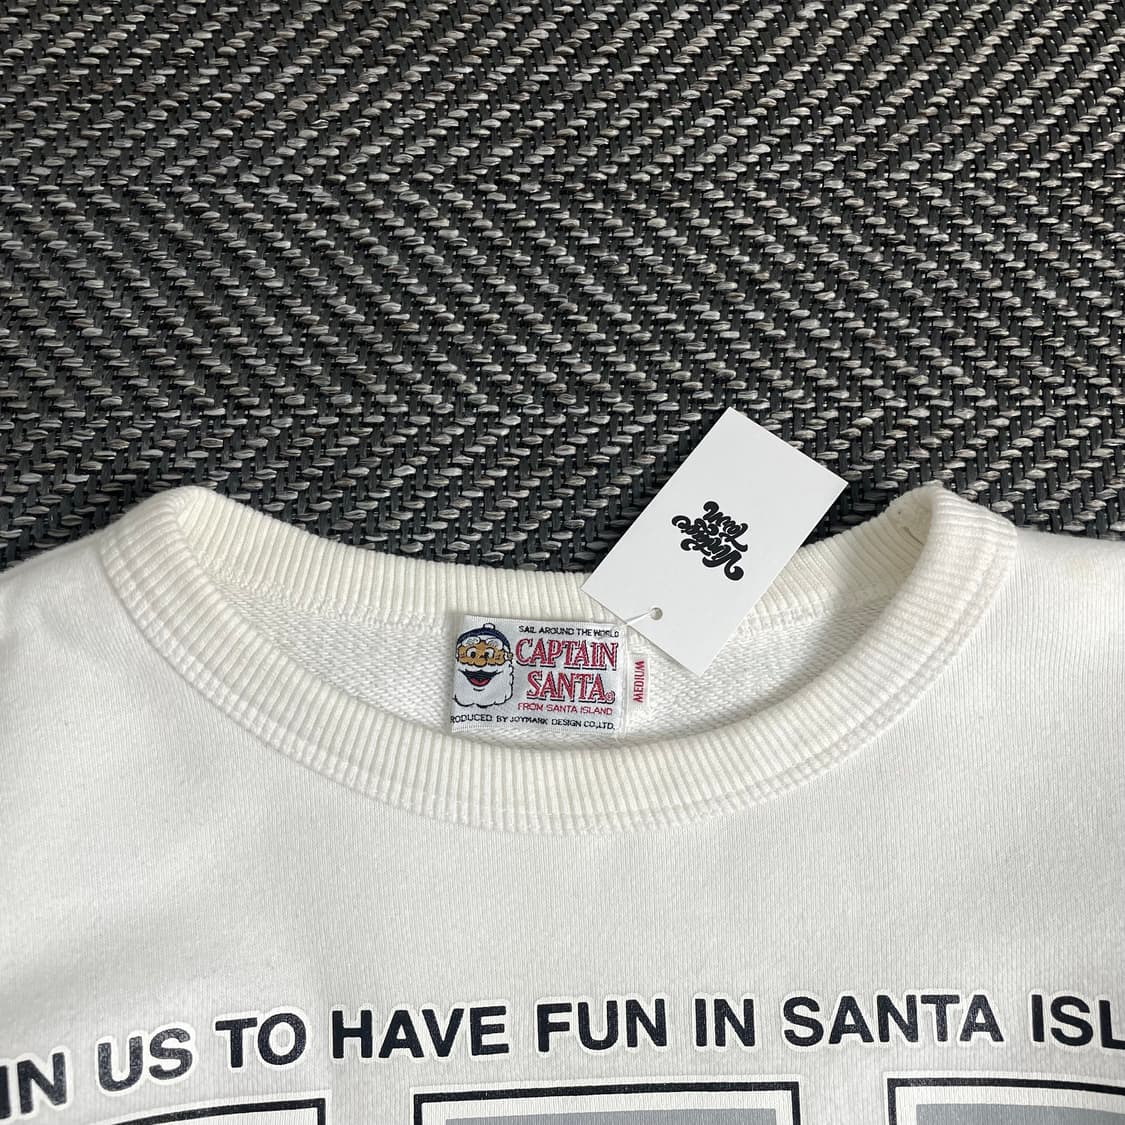 SAIL AROUND THE WORLD
CAPTAIN
SANTA®
FROM SANTA ISLAND
RODUCED BY JOYMARK DESIGN CO.,LTD.
MEDIUM
IN US TO HAVE FUN IN SANTA ISL